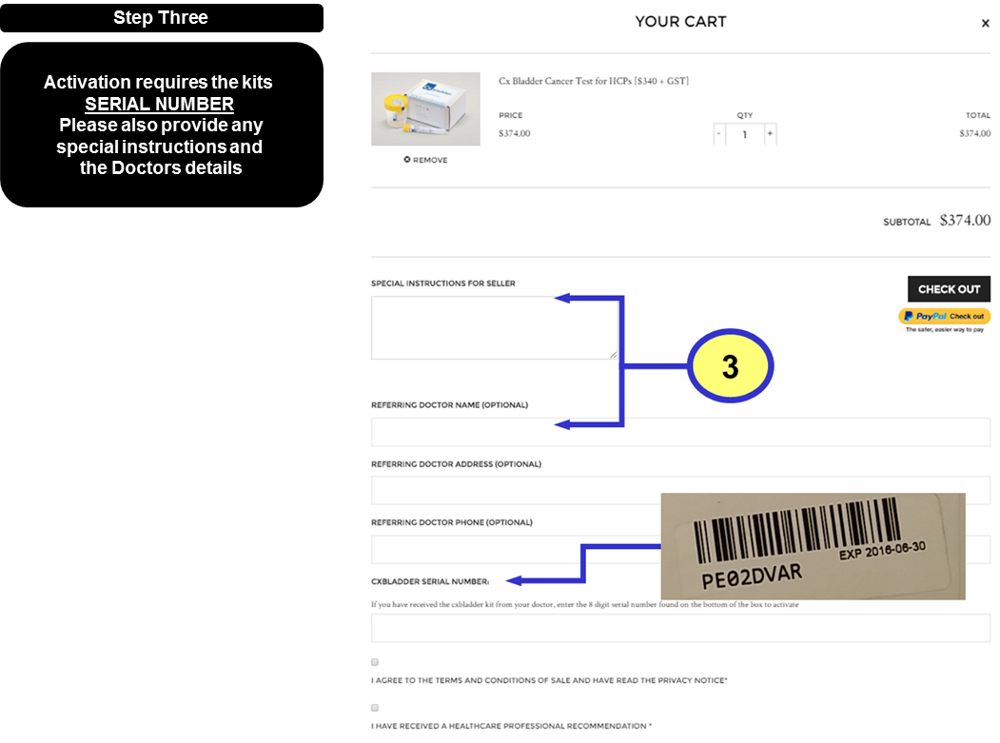 Step Three
Activation requires the kits
SERIAL NUMBER
Please also provide any
special instructions and
the Doctors details
YOUR CART
x
Cx Bladder Cancer Test for HCPs [$340 + GST]
PRICE
QTY
TOTAL
$374.00
- 1 +
$374.00
REMOVE
SUBTOTAL $374.00
SPECIAL INSTRUCTIONS FOR SELLER
CHECK OUT
PayPal Check out
The safer, easier way to pay
3
REFERRING DOCTOR NAME (OPTIONAL)
REFERRING DOCTOR ADDRESS (OPTIONAL)
REFERRING DOCTOR PHONE (OPTIONAL)
EXP 2016-06-30
PE02DVAR
CXBLADDER SERIAL NUMBER:
If you have received the cxbladder kit from your doctor, enter the 8 digit serial number found on the bottom of the box to activate
I AGREE TO THE TERMS AND CONDITIONS OF SALE AND HAVE READ THE PRIVACY NOTICE*
I HAVE RECEIVED A HEALTHCARE PROFESSIONAL RECOMMENDATION *